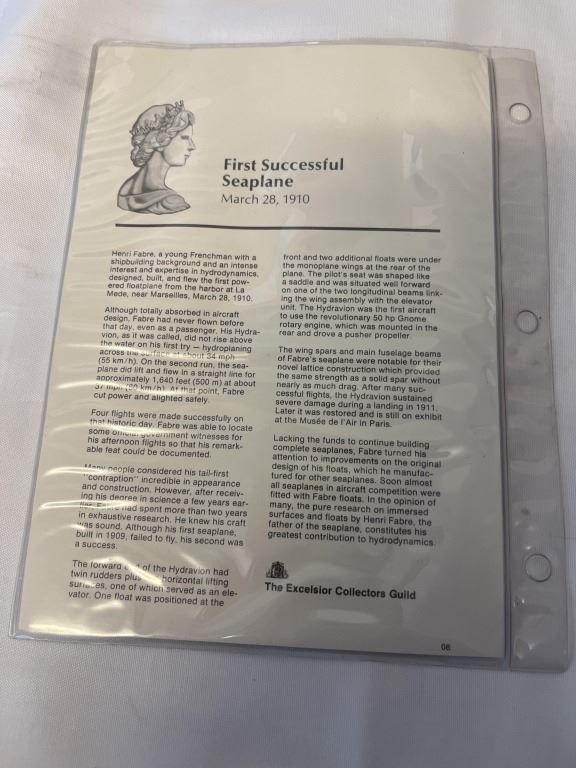 First Successful
Seaplane
March 28, 1910
Henri Fabre, a young Frenchman with a
shipbuilding background and an intense
interest and expertise in hydrodynamics,
designed, built, and flew the first pow-
ered floatplane from the harbor at La
Mede, near Marseilles, March 28, 1910.
Although totally absorbed in aircraft
design, Fabre had never flown before
that day, even as a passenger. His Hydra-
vion, as it was called, did not rise above
the water on his first try — hydroplaning
across the surface at about 34 mph
(55 km/h). On the second run, the sea-
plane did lift and flew in a straight line for
approximately 1,640 feet (500 m) at about
37 mph (60 km/h). At that point, Fabre
cut power and alighted safely.
Four flights were made successfully on
that historic day. Fabre was able to locate
some official government witnesses for
his afternoon flights so that his remark-
able feat could be documented.
Many people considered his tail-first
"contraption" incredible in appearance
and construction. However, after receiv-
ing his degree in science a few years ear-
lier, Fabre had spent more than two years
in exhaustive research. He knew his craft
was sound. Although his first seaplane,
built in 1909, failed to fly, his second was
a success.
The forward end of the Hydravion had
twin rudders plus horizontal lifting
surfaces, one of which served as an ele-
vator. One float was positioned at the
front and two additional floats were under
the monoplane wings at the rear of the
plane. The pilot's seat was shaped like
a saddle and was situated well forward
on one of the two longitudinal beams link-
ing the wing assembly with the elevator
unit. The Hydravion was the first aircraft
to use the revolutionary 50 hp Gnome
rotary engine, which was mounted in the
rear and drove a pusher propeller.
The wing spars and main fuselage beams
of Fabre's seaplane were notable for their
novel lattice construction which provided
the same strength as a solid spar without
nearly as much drag. After many suc-
cessful flights, the Hydravion sustained
severe damage during a landing in 1911.
Later it was restored and is still on exhibit
at the Musée de l'Air in Paris.
Lacking the funds to continue building
complete seaplanes, Fabre turned his
attention to improvements on the original
design of his floats, which he manufac-
tured for other seaplanes. Soon almost
all seaplanes in aircraft competition were
fitted with Fabre floats. In the opinion of
many, the pure research on immersed
surfaces and floats by Henri Fabre, the
father of the seaplane, constitutes his
greatest contribution to hydrodynamics.
The Excelsior Collectors Guild
06